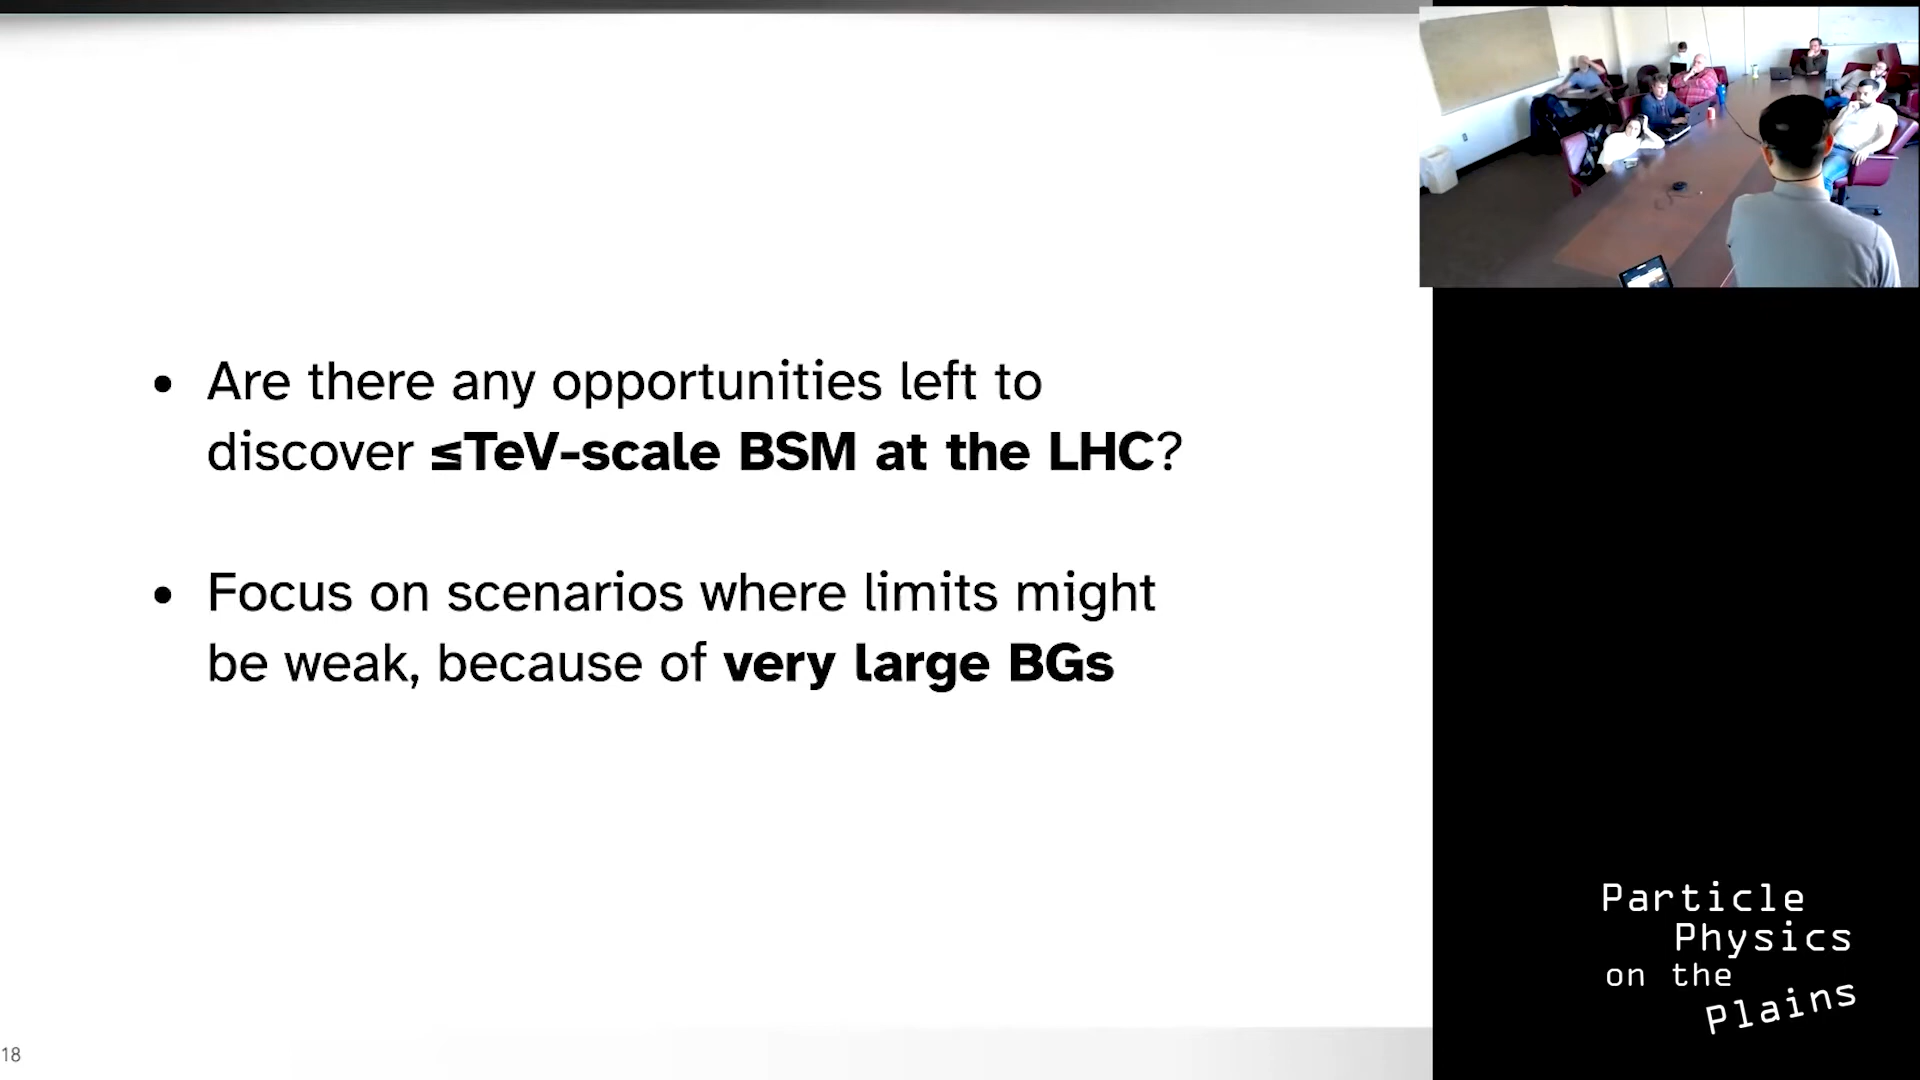 • Are there any opportunities left to
discover ≤TeV-scale BSM at the LHC?
• Focus on scenarios where limits might
be weak, because of very large BGs
18
Particle
Physics
on the
Plains